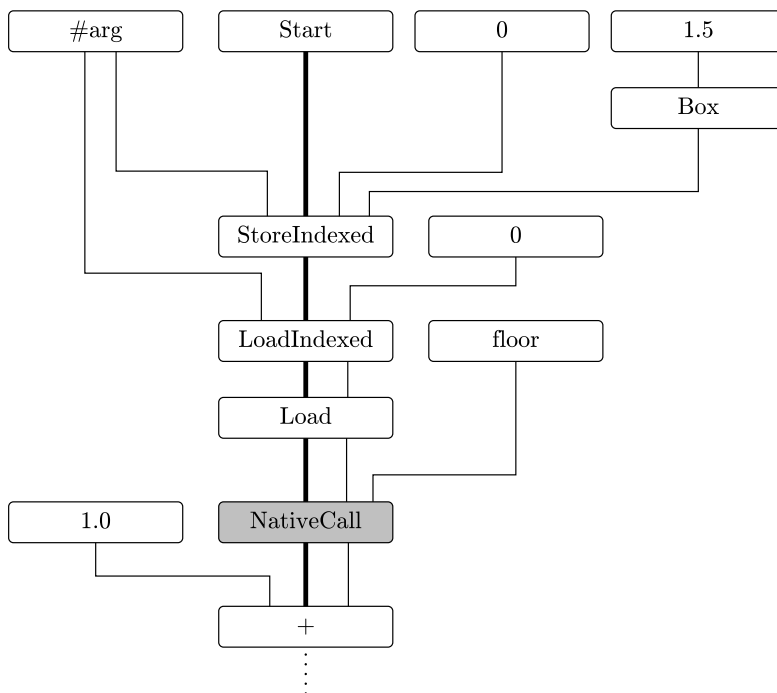 #arg
Start
0
1.5
Box
StoreIndexed
0
LoadIndexed
floor
Load
1.0
NativeCall
+